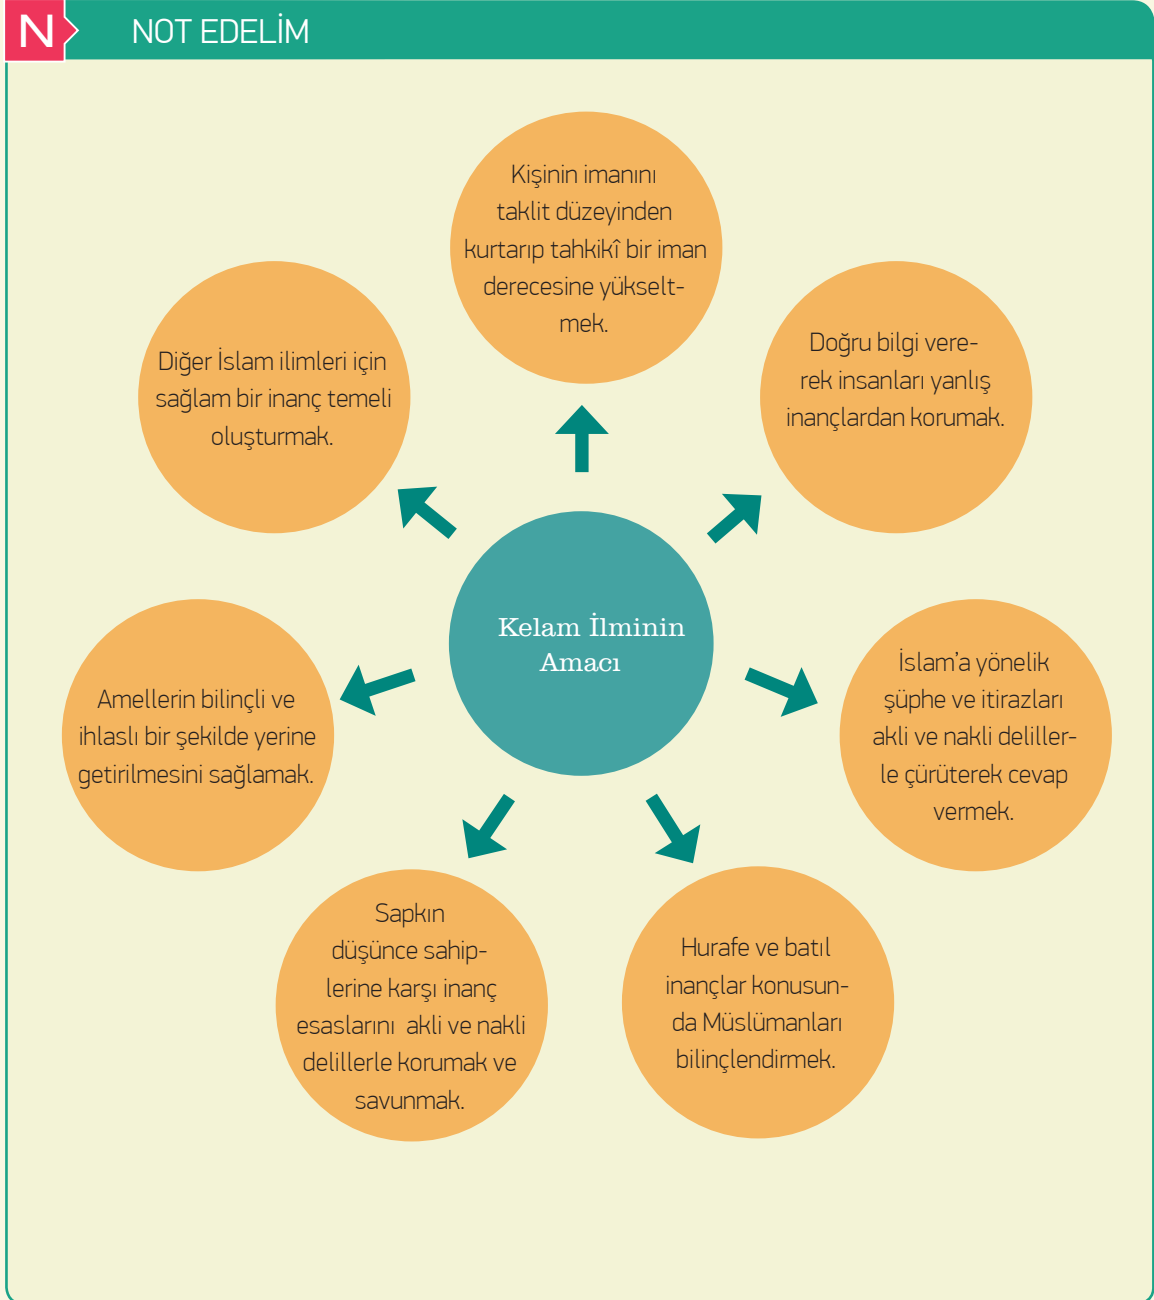 N
NOT EDELİM
Kişinin imanını
taklit düzeyinden
kurtarıp tahkikî bir iman
derecesine yükselt-
mek.
Doğru bilgi vere-
rek insanları yanlış
inançlardan korumak.
İslam’a yönelik
şüphe ve itirazları
akli ve nakli deliller-
le çürüterek cevap
vermek.
Hurafe ve batıl
inançlar konusun-
da Müslümanları
bilinçlendirmek.
Sapkın
düşünce sahip-
lerine karşı inanç
esaslarını akli ve nakli
delillerle korumak ve
savunmak.
Amellerin bilinçli ve
ihlaslı bir şekilde yerine
getirilmesini sağlamak.
Diğer İslam ilimleri için
sağlam bir inanç temeli
oluşturmak.
Kelam İlminin
Amacı